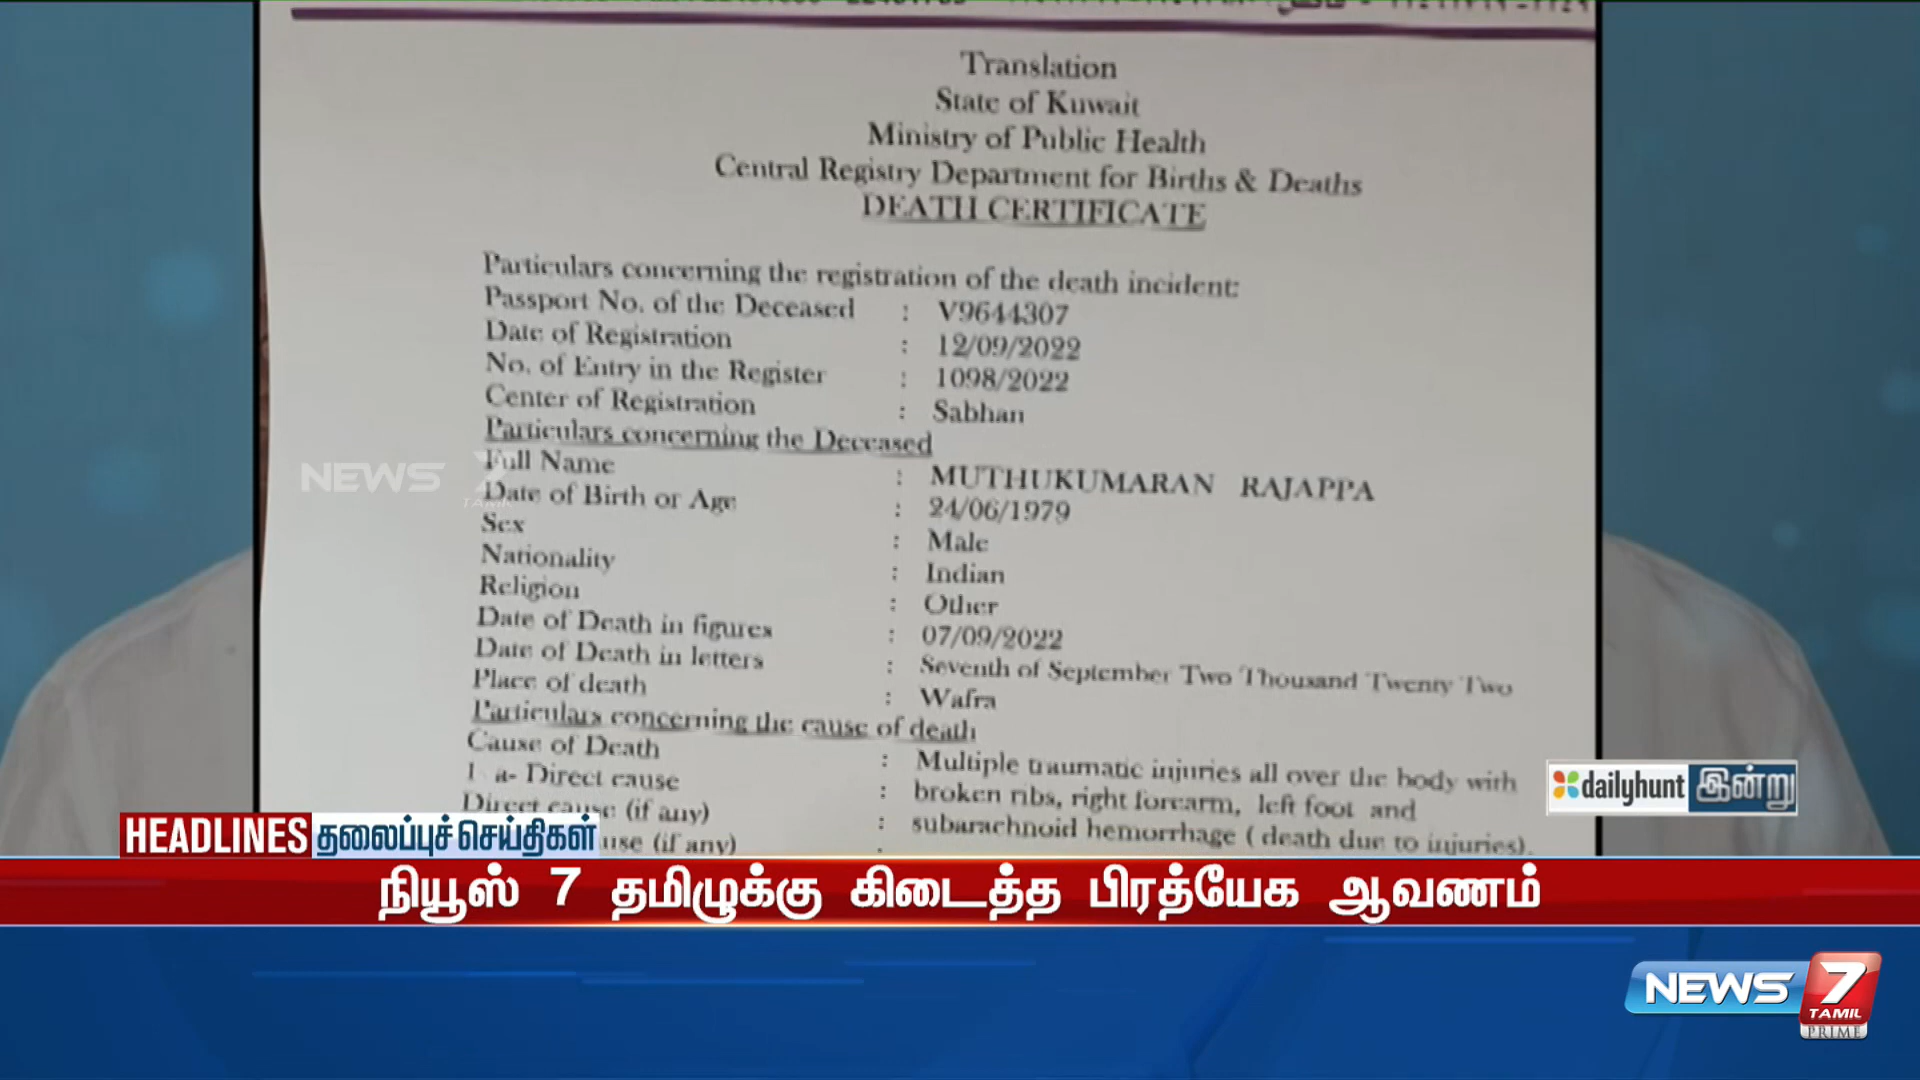 Translation
State of Kuwait
Ministry of Public Health
Central Registry Department for Births & Deaths
DEATH CERTIFICATE
Particulars concerning the registration of the death incident:
Passport No. of the Deceased : V9644307
Date of Registration : 12/09/2022
No. of Entry in the Register : 1098/2022
Center of Registration : Sabhan
Particulars concerning the Deceased
Full Name : MUTHUKUMARAN RAJAPPA
Date of Birth or Age : 24/06/1979
Sex : Male
Nationality : Indian
Religion : Other
Date of Death in figures : 07/09/2022
Date of Death in letters : Seventh of September Two Thousand Twenty Two
Place of death : Wafra
Particulars concerning the cause of death
Cause of Death : Multiple traumatic injuries all over the body with
1 a- Direct cause : broken ribs, right forearm, left foot and
Direct cause (if any) : subarachnoid hemorrhage ( death due to injuries).
(if any)
NEWS 7 TAMIL
dailyhunt இன்று
HEADLINES தலைப்புச் செய்திகள்
நியூஸ் 7 தமிழுக்கு கிடைத்த பிரத்யேக ஆவணம்
NEWS 7 TAMIL PRIME